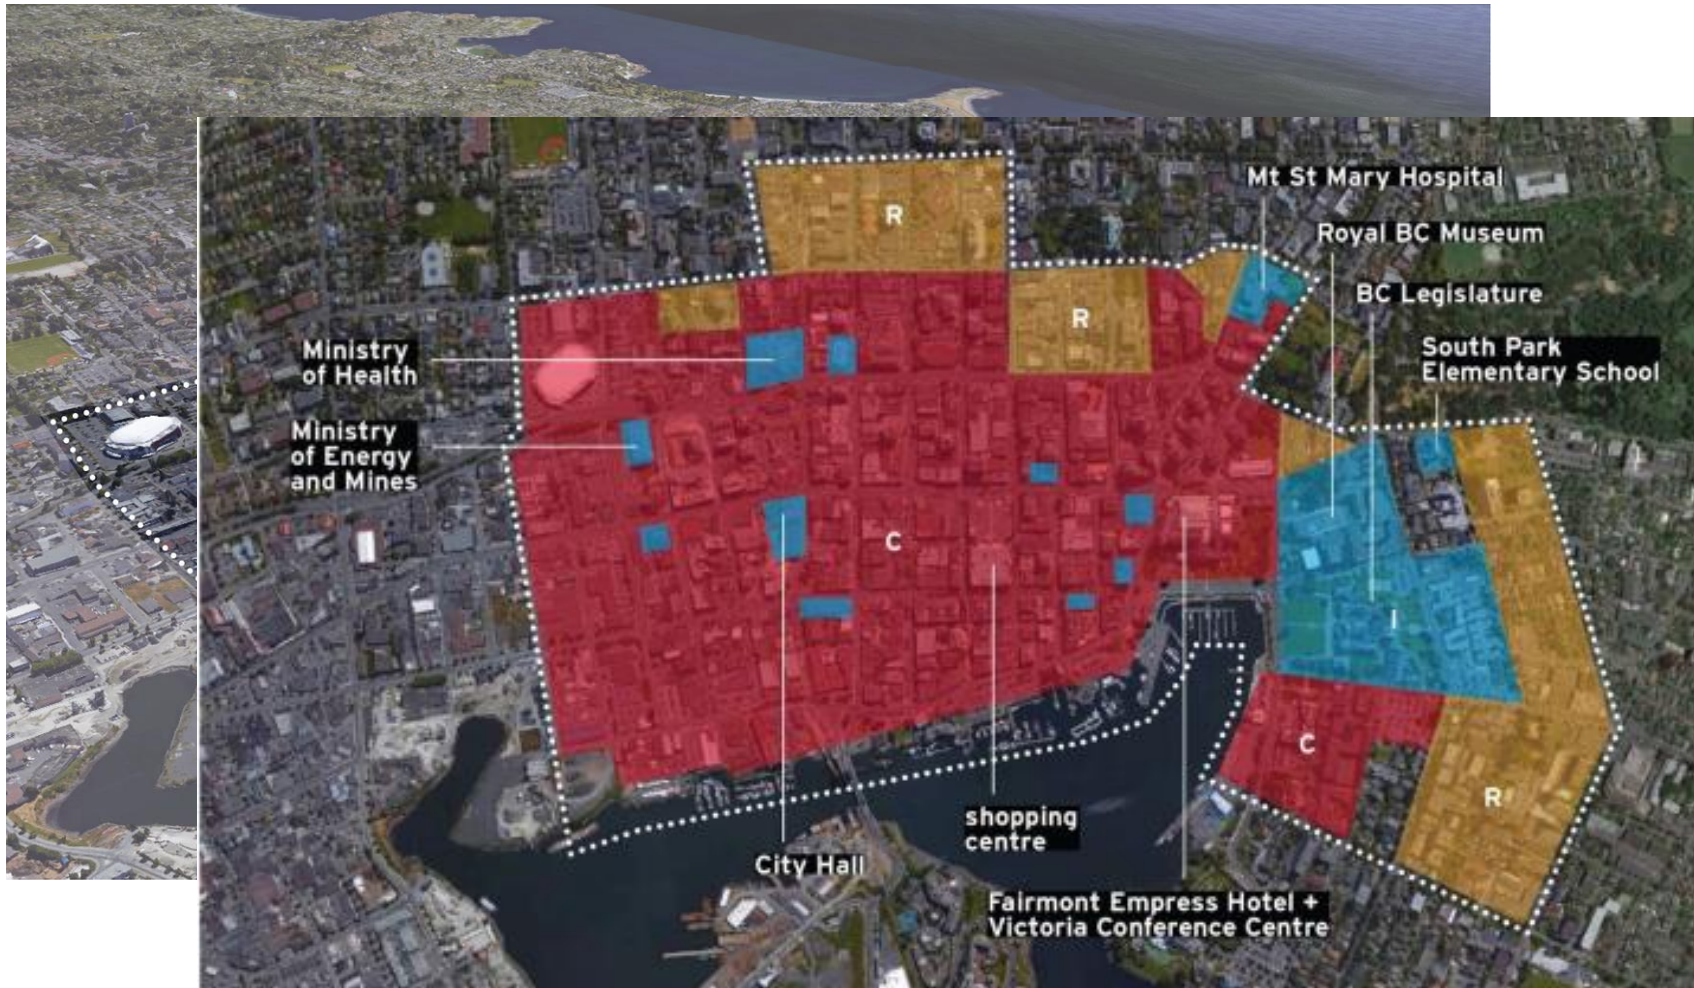 R
Mt St Mary Hospital
Royal BC Museum
BC Legislature
R
South Park
Elementary School
Ministry
of Health
Ministry
of Energy
and Mines
C
I
C
R
shopping
centre
City Hall
Fairmont Empress Hotel +
Victoria Conference Centre